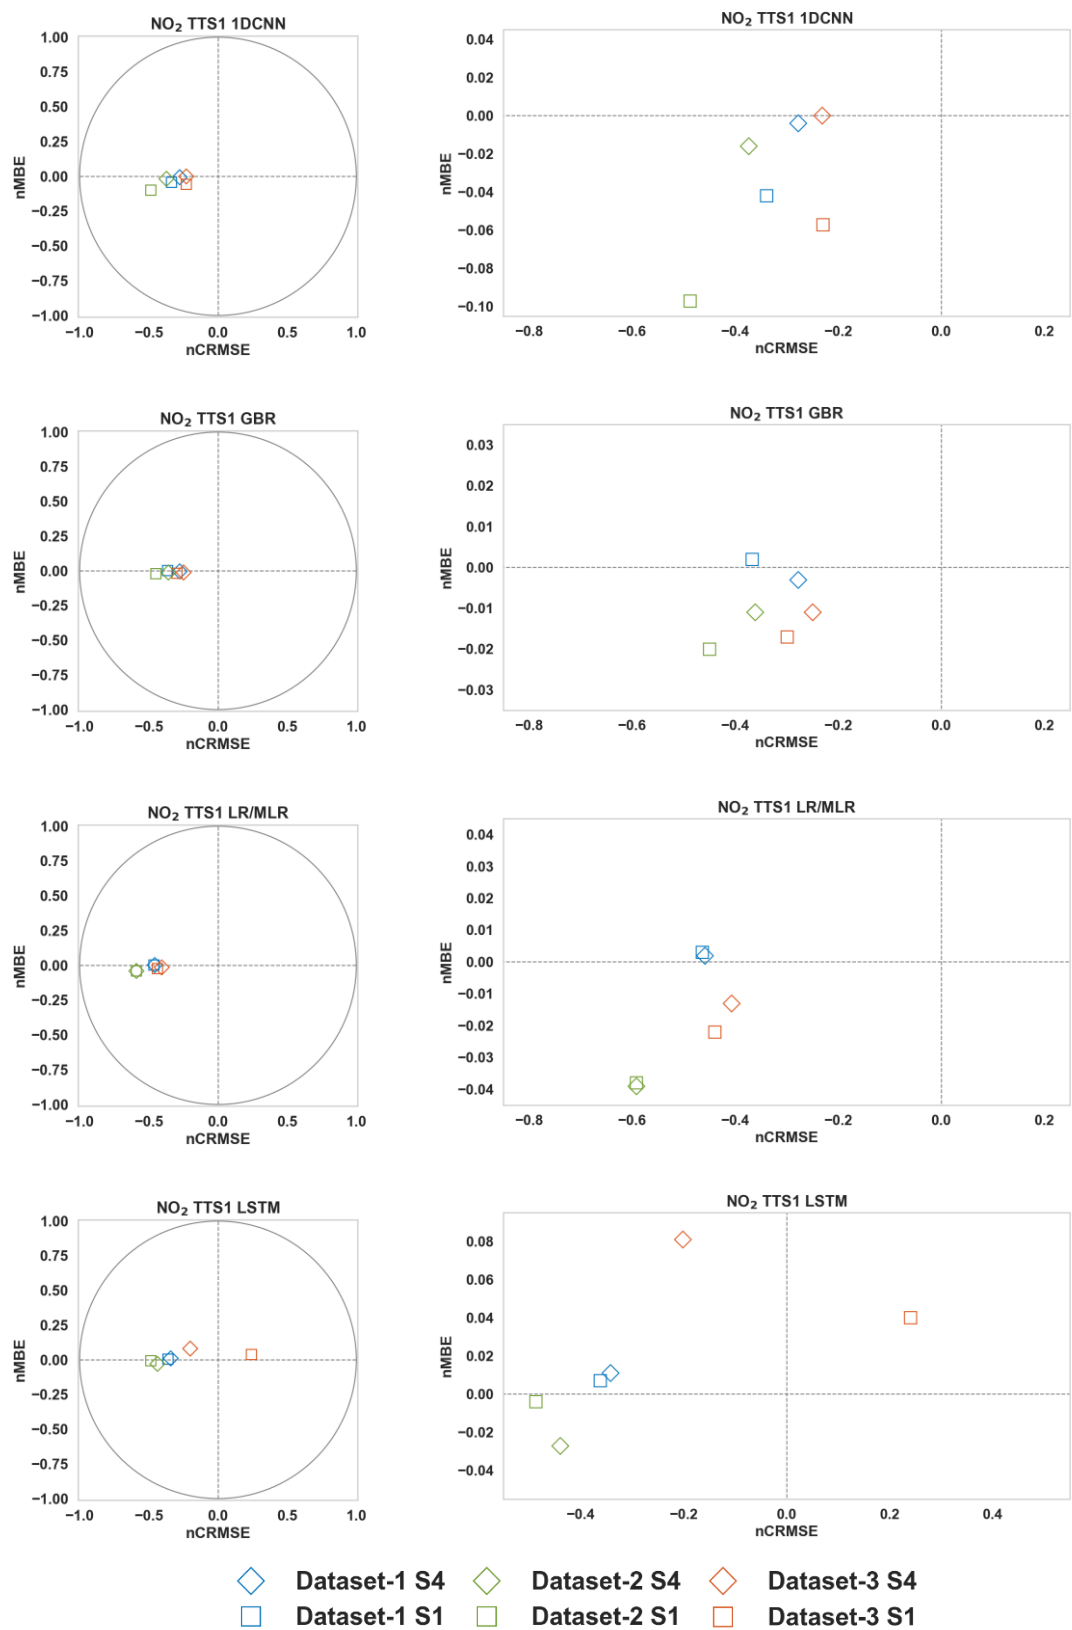 NO₂ TTS1 1DCNN
1.00
0.75
0.50
0.25
0.00
−0.25
−0.50
−0.75
−1.00
nMBE
−1.0 −0.5 0.0 0.5 1.0
nCRMSE
NO₂ TTS1 1DCNN
0.04
0.02
0.00
−0.02
−0.04
−0.06
−0.08
−0.10
nMBE
−0.8 −0.6 −0.4 −0.2 0.0 0.2
nCRMSE
NO₂ TTS1 GBR
1.00
0.75
0.50
0.25
0.00
−0.25
−0.50
−0.75
−1.00
nMBE
−1.0 −0.5 0.0 0.5 1.0
nCRMSE
NO₂ TTS1 GBR
0.03
0.02
0.01
0.00
−0.01
−0.02
−0.03
nMBE
−0.8 −0.6 −0.4 −0.2 0.0 0.2
nCRMSE
NO₂ TTS1 LR/MLR
1.00
0.75
0.50
0.25
0.00
−0.25
−0.50
−0.75
−1.00
nMBE
−1.0 −0.5 0.0 0.5 1.0
nCRMSE
NO₂ TTS1 LR/MLR
0.04
0.03
0.02
0.01
0.00
−0.01
−0.02
−0.03
−0.04
nMBE
−0.8 −0.6 −0.4 −0.2 0.0 0.2
nCRMSE
NO₂ TTS1 LSTM
1.00
0.75
0.50
0.25
0.00
−0.25
−0.50
−0.75
−1.00
nMBE
−1.0 −0.5 0.0 0.5 1.0
nCRMSE
NO₂ TTS1 LSTM
0.08
0.06
0.04
0.02
0.00
−0.02
−0.04
nMBE
−0.4 −0.2 0.0 0.2 0.4
nCRMSE
Dataset-1 S4 Dataset-2 S4 Dataset-3 S4
Dataset-1 S1 Dataset-2 S1 Dataset-3 S1